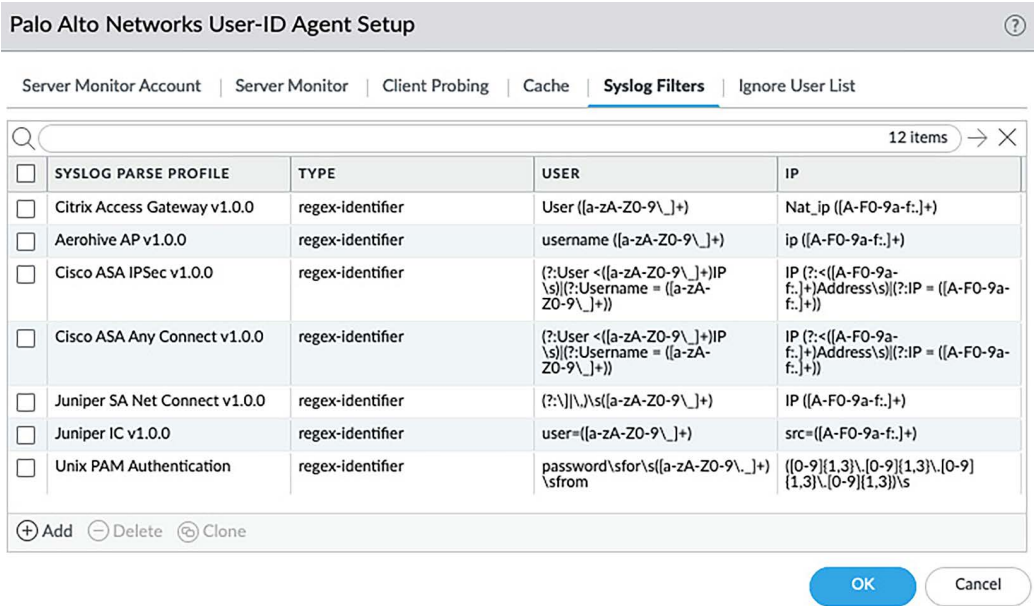 Palo Alto Networks User-ID Agent Setup
Server Monitor Account | Server Monitor | Client Probing | Cache | Syslog Filters | Ignore User List
12 items
SYSLOG PARSE PROFILE TYPE USER IP
Citrix Access Gateway v1.0.0 regex-identifier User ([a-zA-Z0-9\_]+) Nat_ip ([A-F0-9a-f:.]+)
Aerohive AP v1.0.0 regex-identifier username ([a-zA-Z0-9\_]+) ip ([A-F0-9a-f:.]+)
Cisco ASA IPSec v1.0.0 regex-identifier (?:User <([a-zA-Z0-9\_]+)IP IP (?:<([A-F0-9a-
\s)|(?:Username = ([a-zA- f:.]+)Address\s)|(?:IP = ([A-F0-9a-
Z0-9\_]+)) f:.]+))
Cisco ASA Any Connect v1.0.0 regex-identifier (?:User <([a-zA-Z0-9\_]+)IP IP (?:<([A-F0-9a-
\s)|(?:Username = ([a-zA- f:.]+)Address\s)|(?:IP = ([A-F0-9a-
Z0-9\_]+)) f:.]+))
Juniper SA Net Connect v1.0.0 regex-identifier (?:\]|\,)\s([a-zA-Z0-9\_]+) IP ([A-F0-9a-f:.]+)
Juniper IC v1.0.0 regex-identifier user=([a-zA-Z0-9\_]+) src=([A-F0-9a-f:.]+)
Unix PAM Authentication regex-identifier password\sfor\s([a-zA-Z0-9\._]+) ([0-9]{1,3}\.[0-9]{1,3}\.[0-9]
\sfrom {1,3}\.[0-9]{1,3})\s
Add Delete Clone
OK Cancel